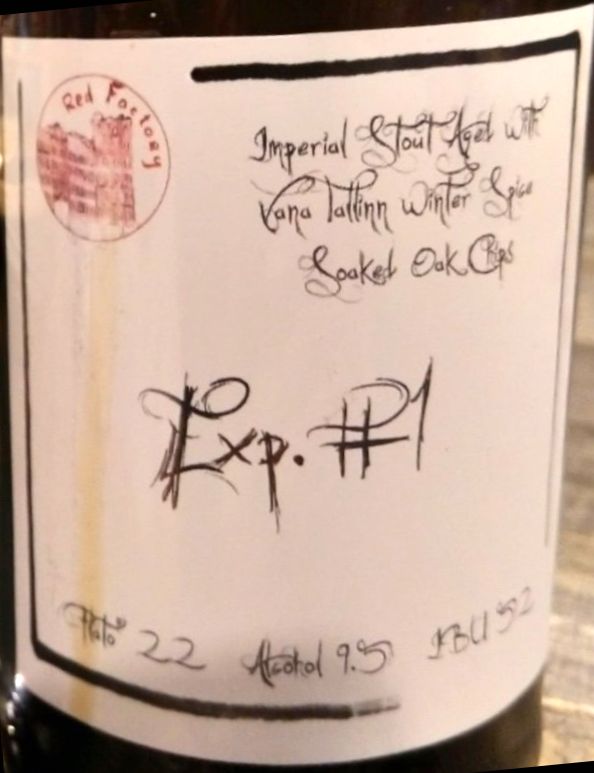 Red Factory
Imperial Stout Aged with
Vana Tallinn Winter Spice
Soaked Oak Chips
Exp. #1
Plato 22 Alcohol 9.5 IBU 52